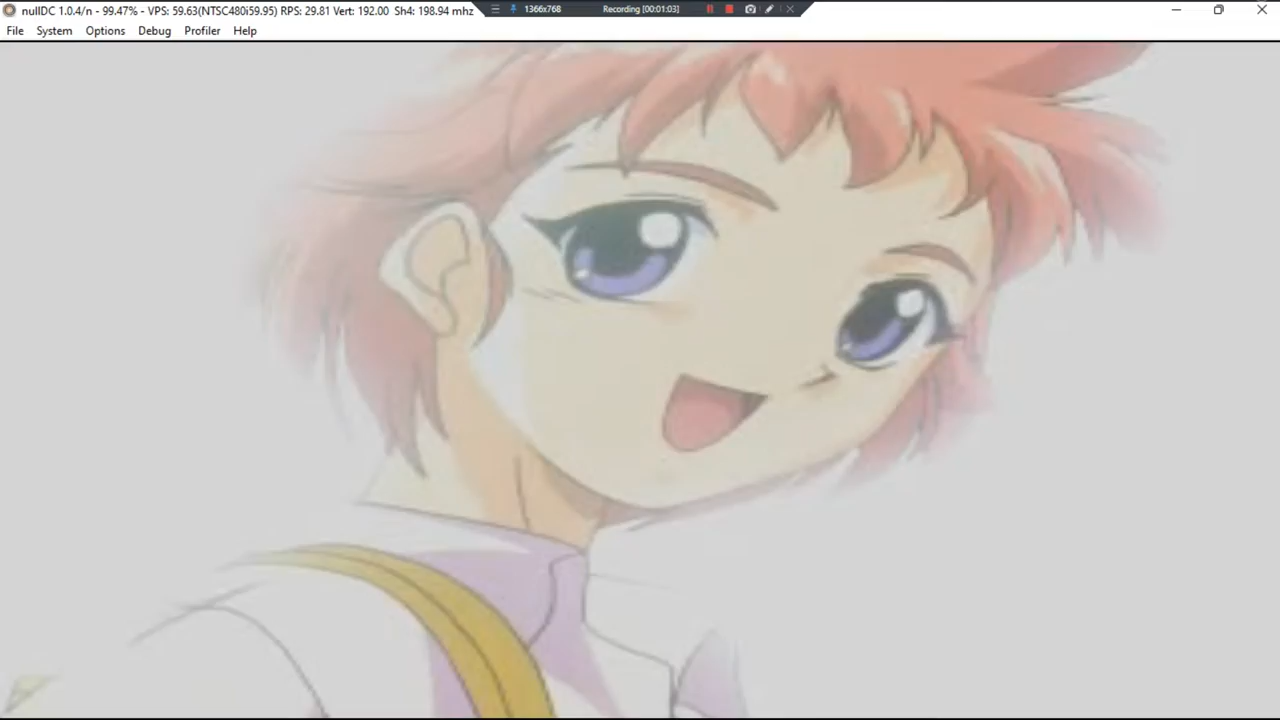 nullDC 1.0.4/n - 99.47% - VPS: 59.63(NTSC480i59.95) RPS: 29.81 Vert: 192.00 Sh4: 198.94 mhz
1366x768 Recording [00:01:03]
File System Options Debug Profiler Help